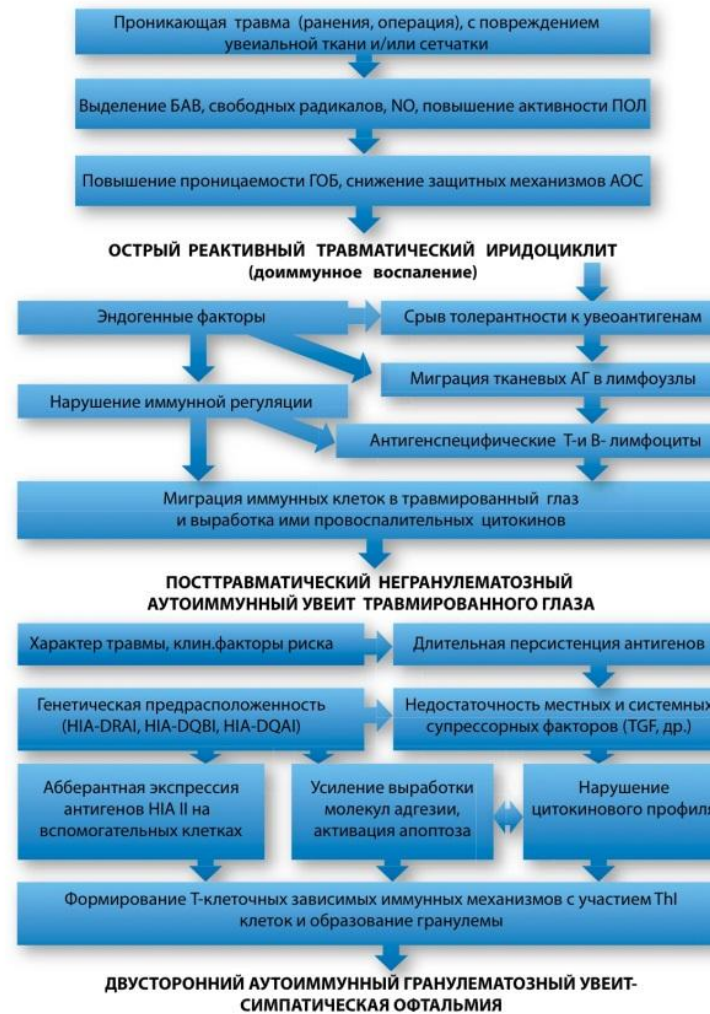 Проникающая травма (ранения, операция), с повреждением
увеиальной ткани и/или сетчатки
Выделение БАВ, свободных радикалов, NO, повышение активности ПОЛ
Повышение проницаемости ГОБ, снижение защитных механизмов АОС
ОСТРЫЙ РЕАКТИВНЫЙ ТРАВМАТИЧЕСКИЙ ИРИДОЦИКЛИТ
(доиммунное воспаление)
Эндогенные факторы
Срыв толерантности к увеоантигенам
Миграция тканевых АГ в лимфоузлы
Нарушение иммунной регуляции
Антигенспецифические Т-и В- лимфоциты
Миграция иммунных клеток в травмированный глаз
и выработка ими провоспалительных цитокинов
ПОСТТРАВМАТИЧЕСКИЙ НЕГРАНУЛЕМАТОЗНЫЙ
АУТОИММУННЫЙ УВЕИТ ТРАВМИРОВАННОГО ГЛАЗА
Характер травмы, клин.факторы риска
Длительная персистенция антигенов
Генетическая предрасположенность
(HIA-DRAI, HIA-DQBI, HIA-DQAI)
Недостаточность местных и системных
супрессорных факторов (TGF, др.)
Абберантная экспрессия
антигенов HIA II на
вспомогательных клетках
Усиление выработки
молекул адгезии,
активация апоптоза
Нарушение
цитокинового профиля
Формирование Т-клеточных зависимых иммунных механизмов с участием ThI
клеток и образование гранулемы
ДВУСТОРОННИЙ АУТОИММУННЫЙ ГРАНУЛЕМАТОЗНЫЙ УВЕИТ-
СИМПАТИЧЕСКАЯ ОФТАЛЬМИЯ